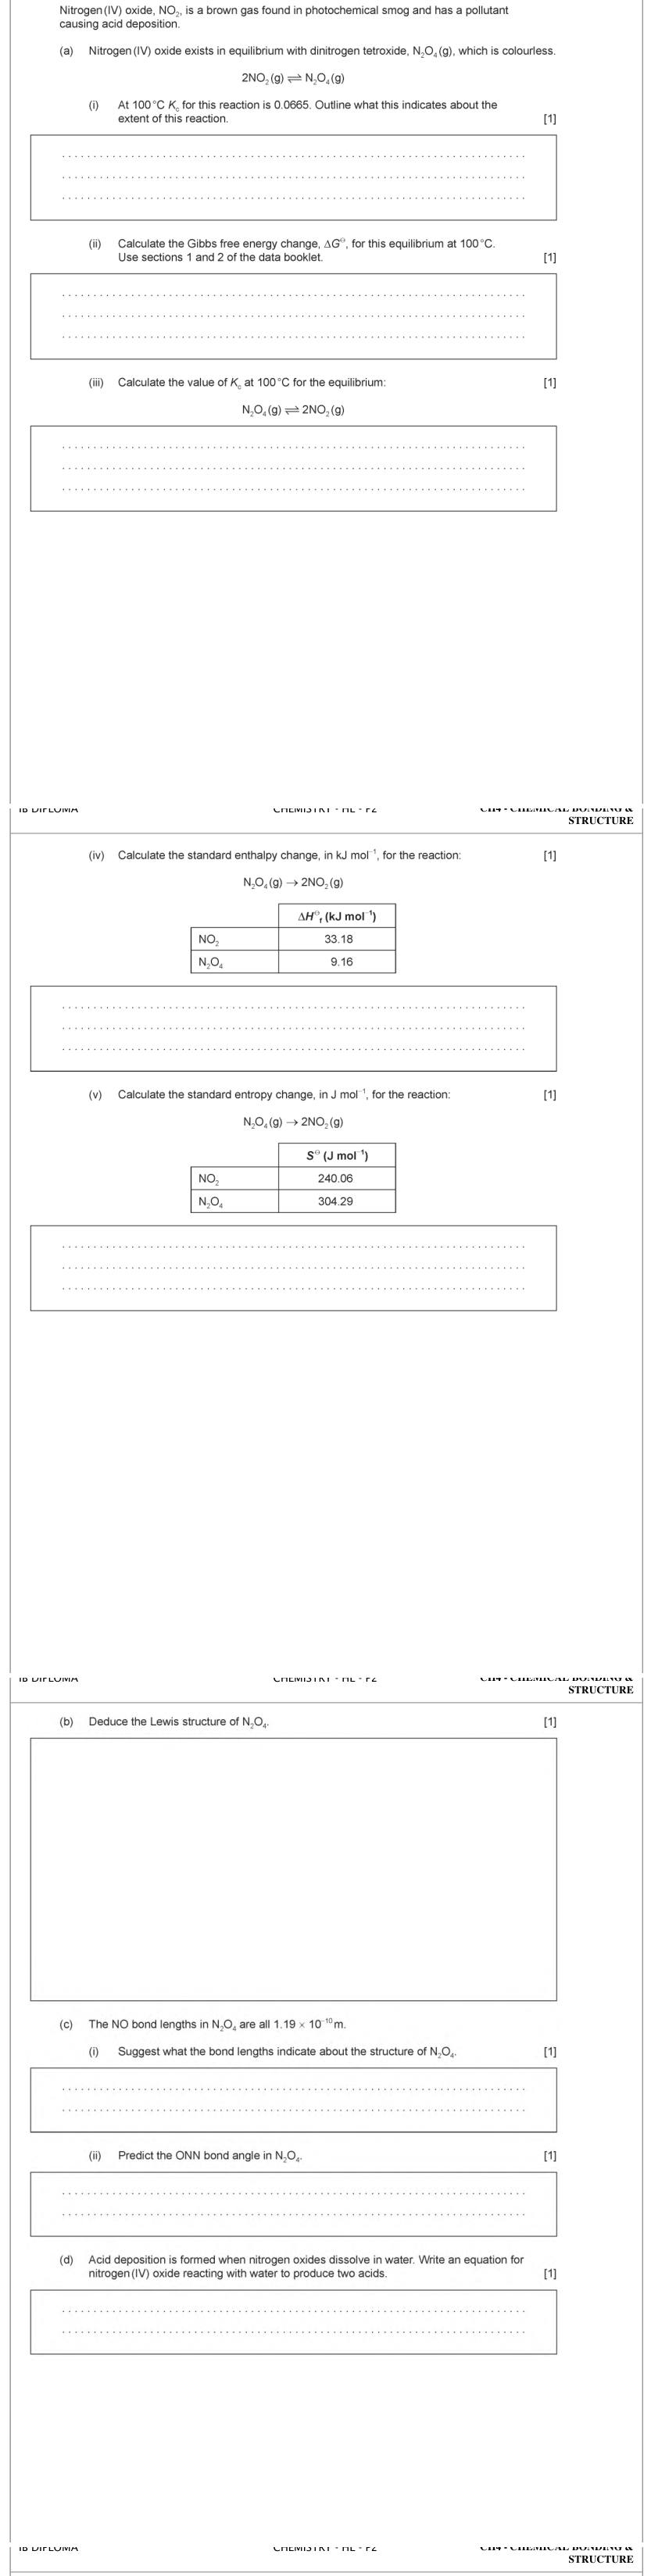 Nitrogen(IV) oxide, NO₂, is a brown gas found in photochemical smog and has a pollutant
causing acid deposition.
(a) Nitrogen(IV) oxide exists in equilibrium with dinitrogen tetroxide, N₂O₄(g), which is colourless.
2NO₂(g) ⇌ N₂O₄(g)
(i) At 100°C K꜀ for this reaction is 0.0665. Outline what this indicates about the
extent of this reaction. [1]
(ii) Calculate the Gibbs free energy change, ΔG⦵, for this equilibrium at 100°C.
Use sections 1 and 2 of the data booklet. [1]
(iii) Calculate the value of K꜀ at 100°C for the equilibrium: [1]
N₂O₄(g) ⇌ 2NO₂(g)
IB DIPLOMA CHEMISTRY - HL - P2 CH4 - CHEMICAL BONDING &
STRUCTURE
(iv) Calculate the standard enthalpy change, in kJ mol⁻¹, for the reaction: [1]
N₂O₄(g) → 2NO₂(g)
ΔH⦵f (kJ mol⁻¹)
NO₂ 33.18
N₂O₄ 9.16
(v) Calculate the standard entropy change, in J mol⁻¹, for the reaction: [1]
N₂O₄(g) → 2NO₂(g)
S⦵ (J mol⁻¹)
NO₂ 240.06
N₂O₄ 304.29
IB DIPLOMA CHEMISTRY - HL - P2 CH4 - CHEMICAL BONDING &
STRUCTURE
(b) Deduce the Lewis structure of N₂O₄. [1]
(c) The NO bond lengths in N₂O₄ are all 1.19 × 10⁻¹⁰m.
(i) Suggest what the bond lengths indicate about the structure of N₂O₄. [1]
(ii) Predict the ONN bond angle in N₂O₄. [1]
(d) Acid deposition is formed when nitrogen oxides dissolve in water. Write an equation for
nitrogen(IV) oxide reacting with water to produce two acids. [1]
IB DIPLOMA CHEMISTRY - HL - P2 CH4 - CHEMICAL BONDING &
STRUCTURE